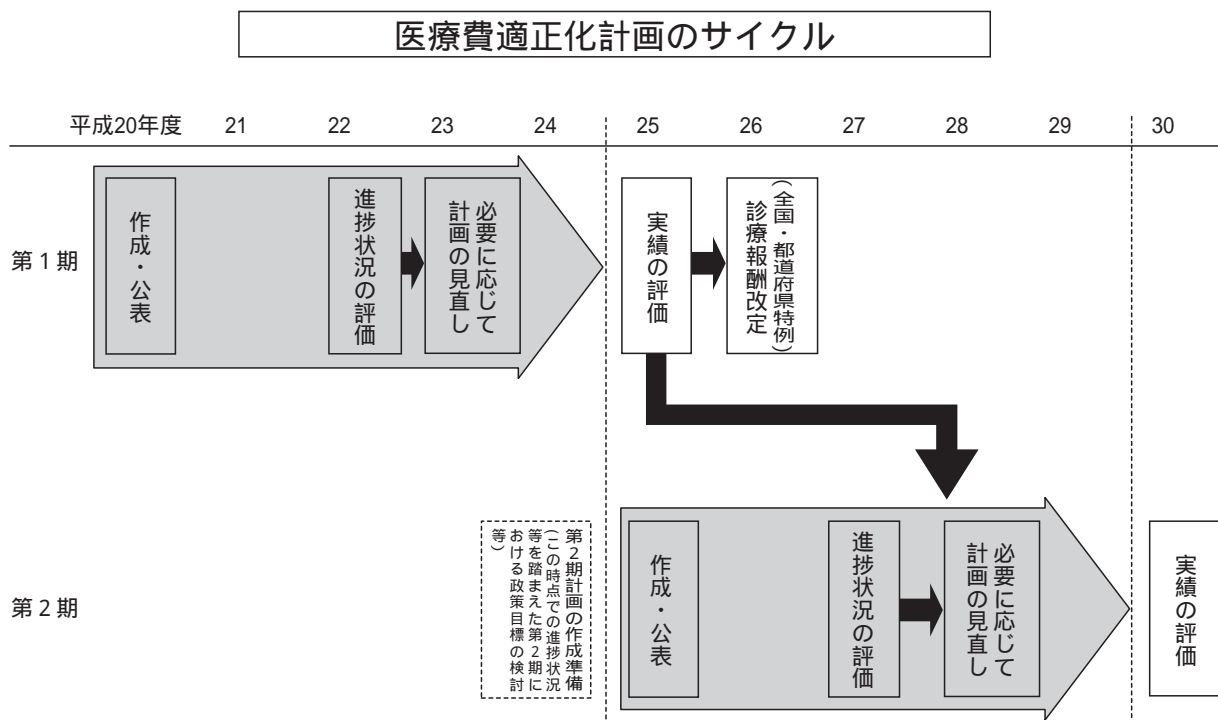 医療費適正化計画のサイクル
平成20年度 21 22 23 24 25 26 27 28 29 30
第1期
作成・公表
進捗状況の評価
必要に応じて
計画の見直し
実績の評価
(全国・都道府県特例)
診療報酬改定
第2期
第2期計画の作成準備
(この時点での進捗状況
等を踏まえた第2期に
おける政策目標の検討
等)
作成・公表
進捗状況の評価
必要に応じて
計画の見直し
実績の評価